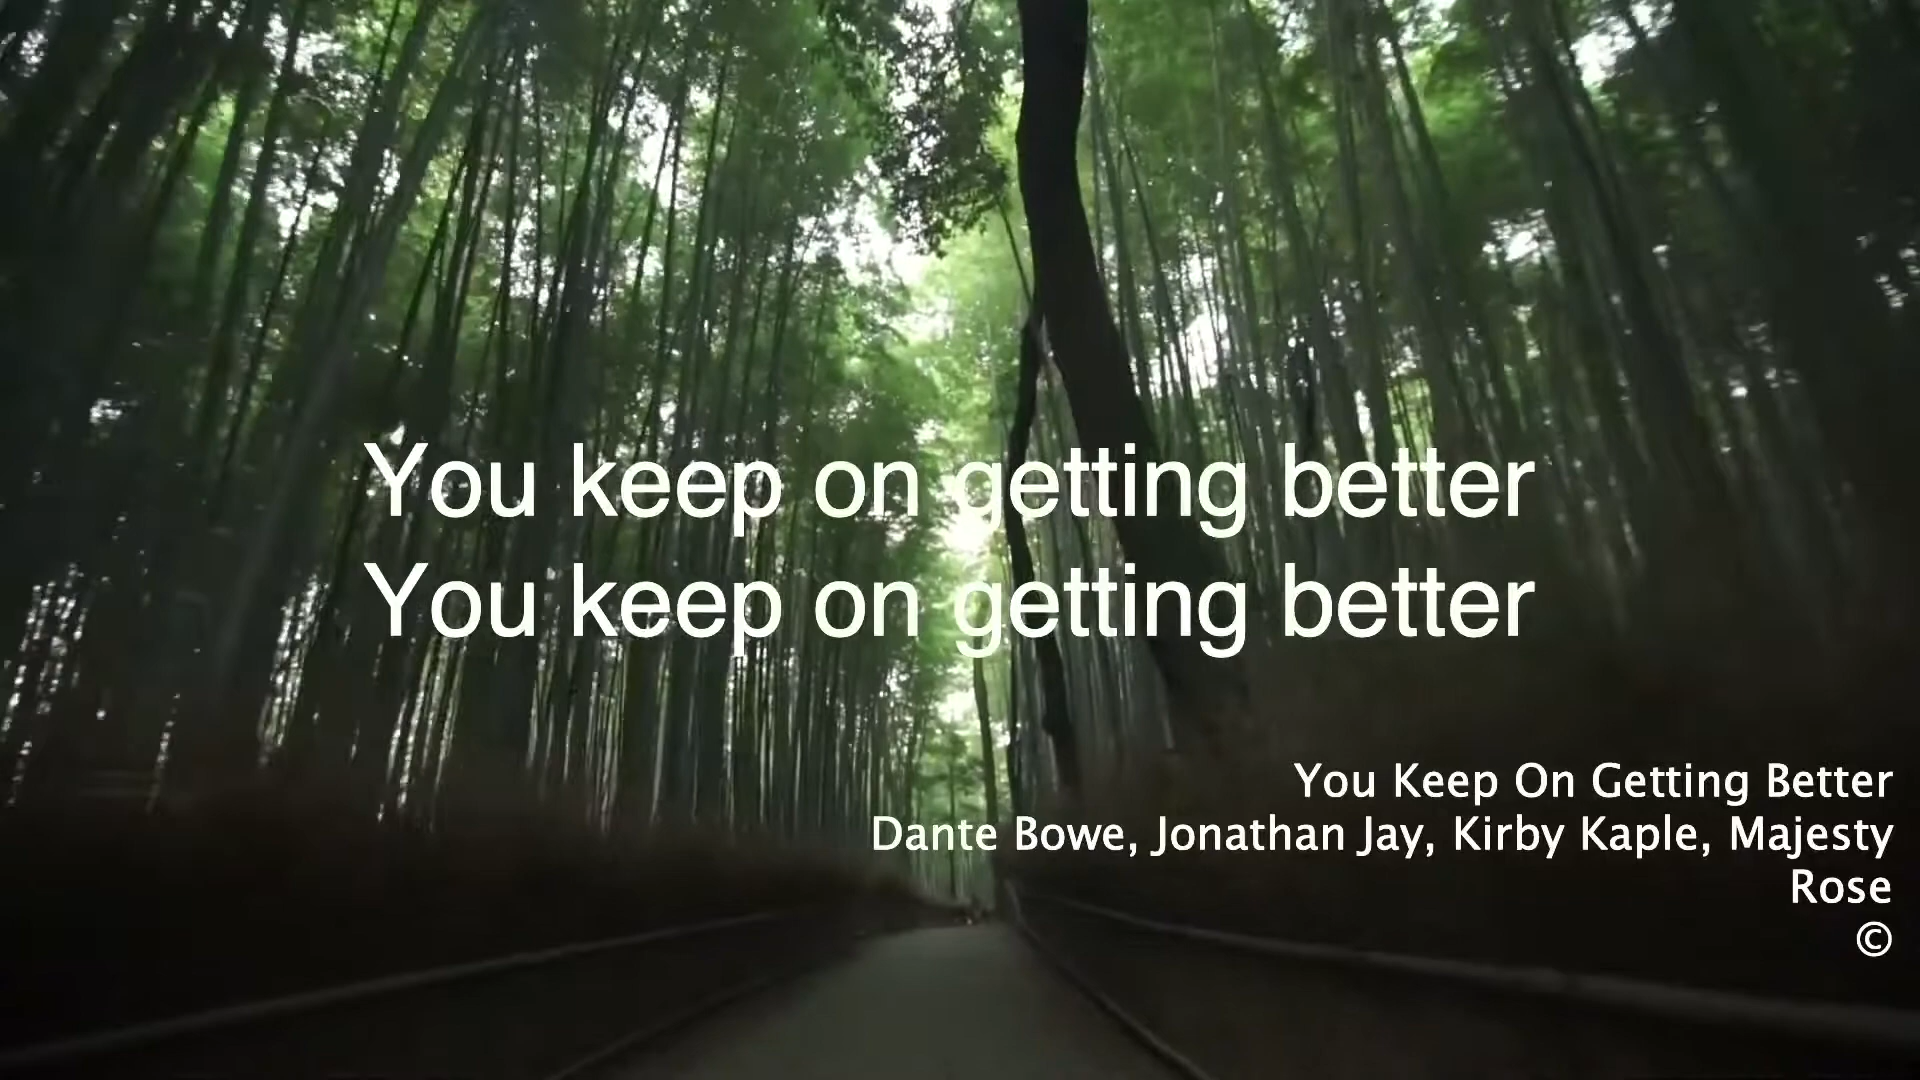 You keep on getting better
You keep on getting better
You Keep On Getting Better
Dante Bowe, Jonathan Jay, Kirby Kaple, Majesty
Rose
©